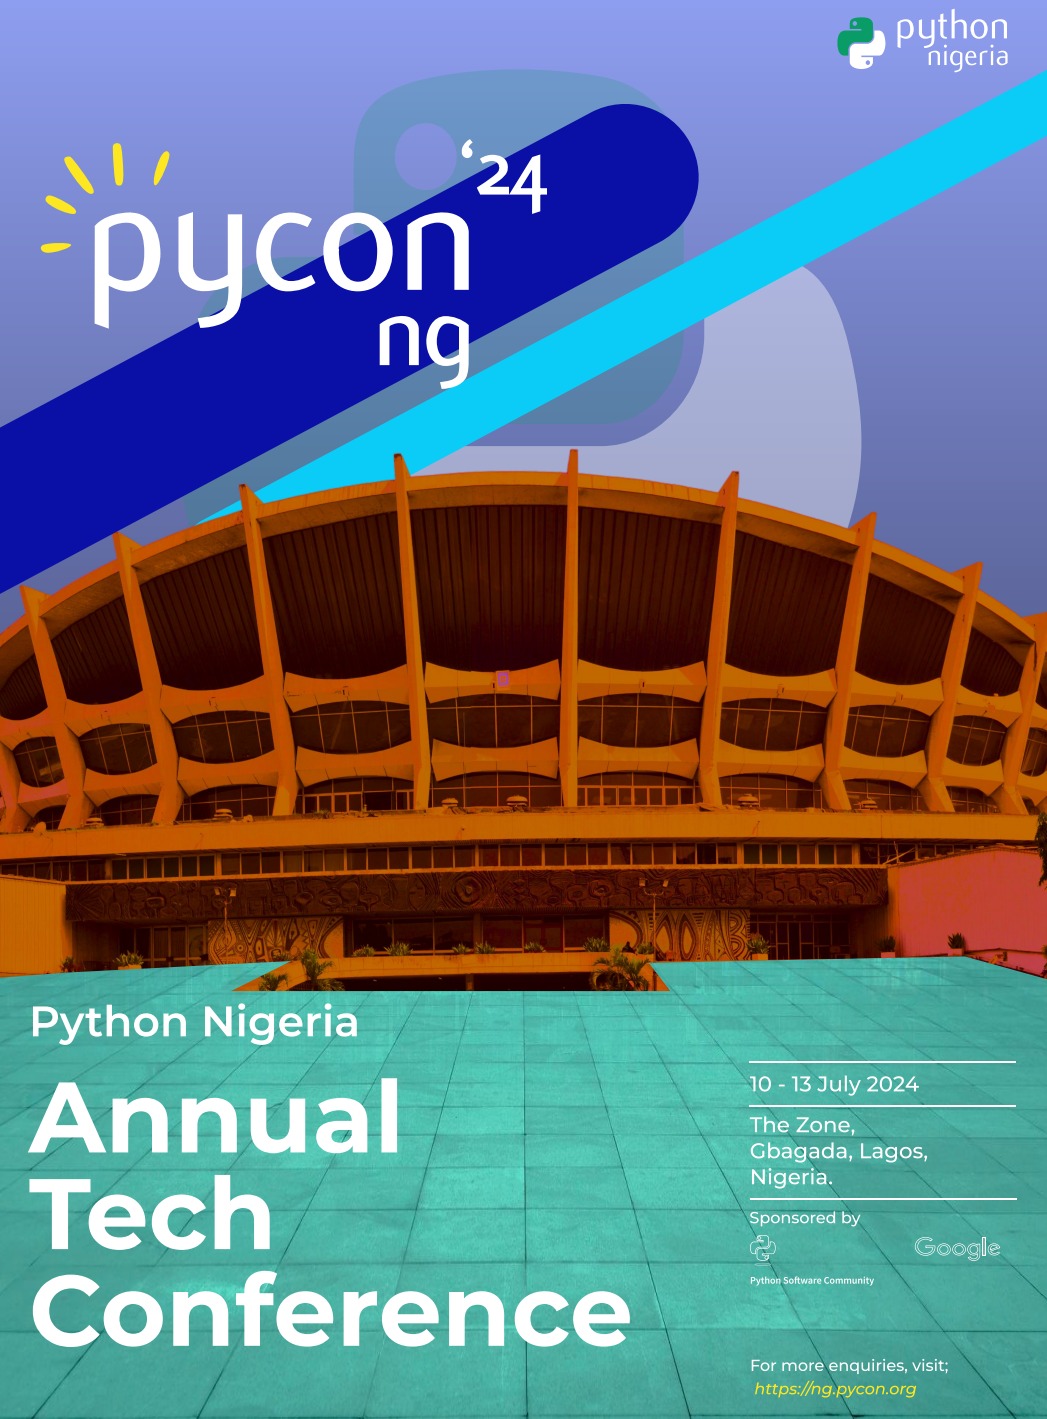 python
nigeria
pycon
‘24
ng
Python Nigeria
Annual
Tech
Conference
10 - 13 July 2024
The Zone,
Gbagada, Lagos,
Nigeria.
Sponsored by
Google
Python Software Community
For more enquiries, visit;
https://ng.pycon.org